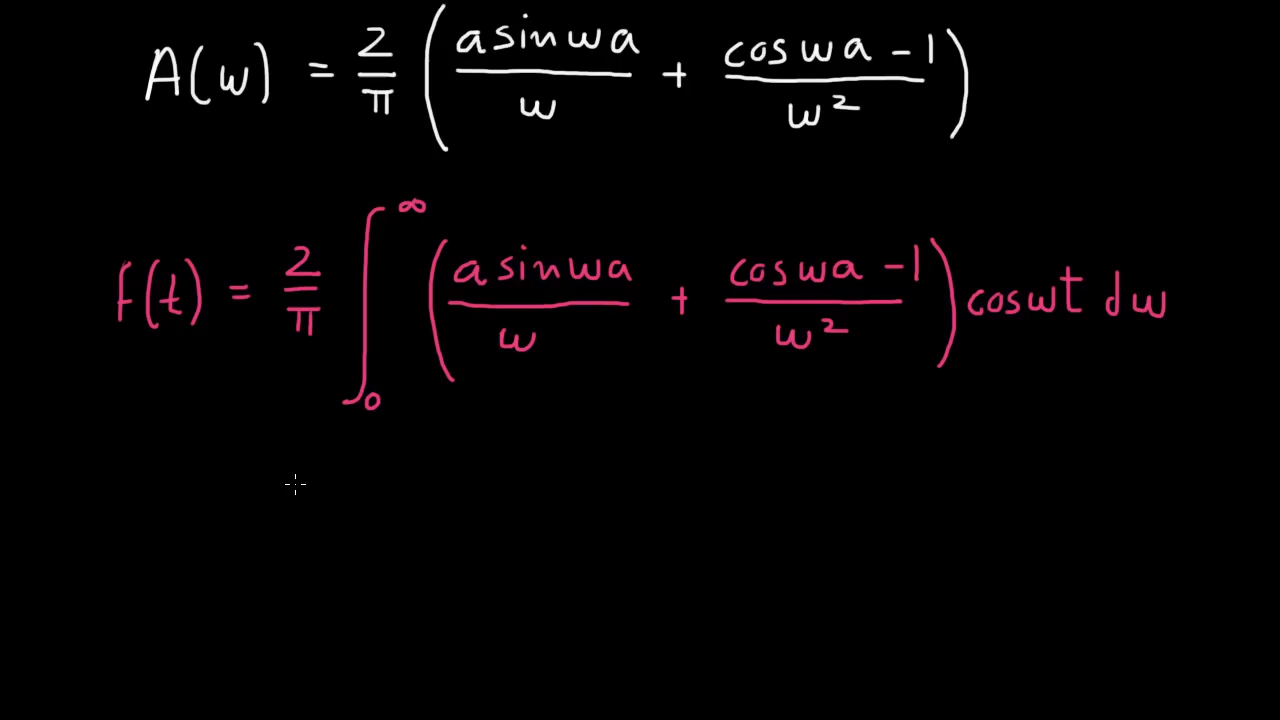 A(w) = 2/π ( a sin wa / w + cos wa - 1 / w² )
f(t) = 2/π ∫₀^∞ ( a sin wa / w + cos wa - 1 / w² ) cos wt dw